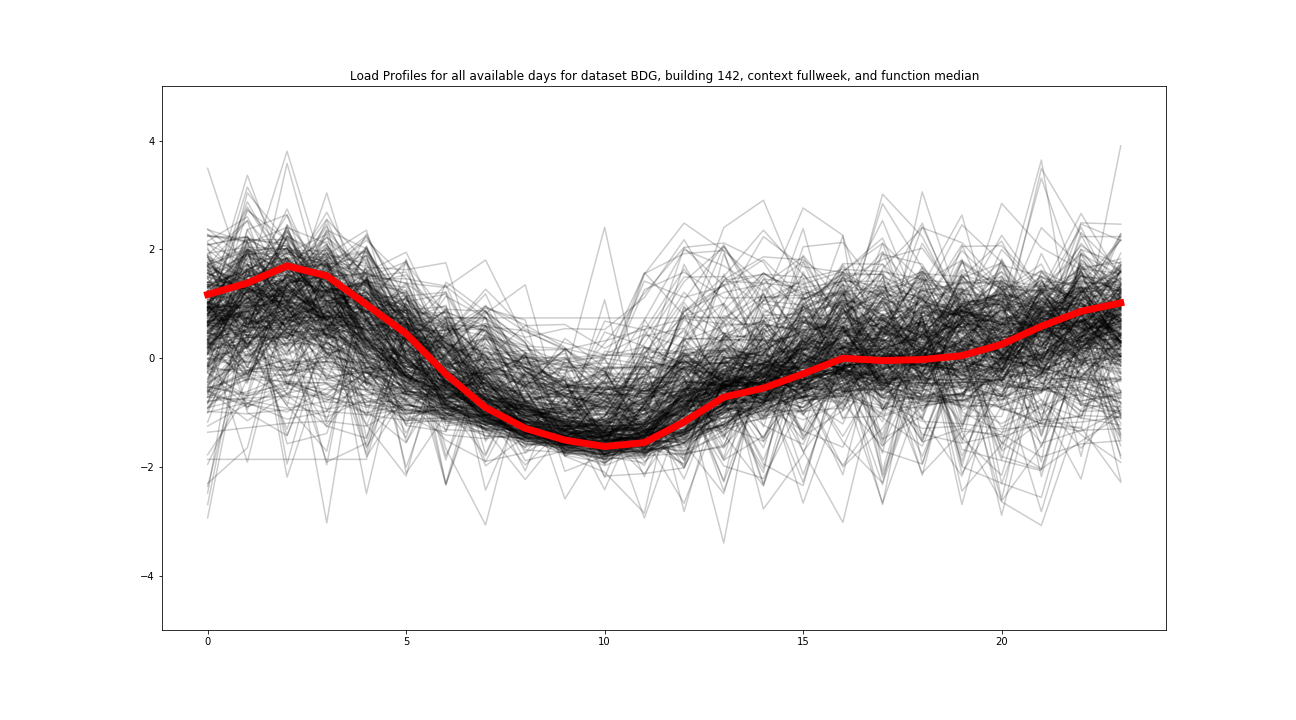 Load Profiles for all available days for dataset BDG, building 142, context fullweek, and function median
4
2
0
−2
−4
0 5 10 15 20